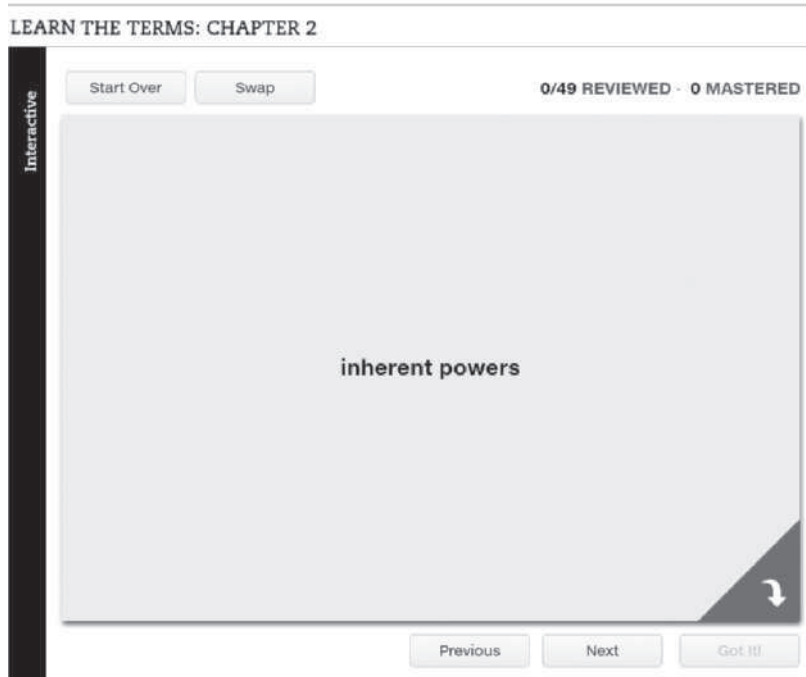 LEARN THE TERMS: CHAPTER 2
Interactive
Start Over Swap 0/49 REVIEWED - 0 MASTERED
inherent powers
Previous Next Got It!